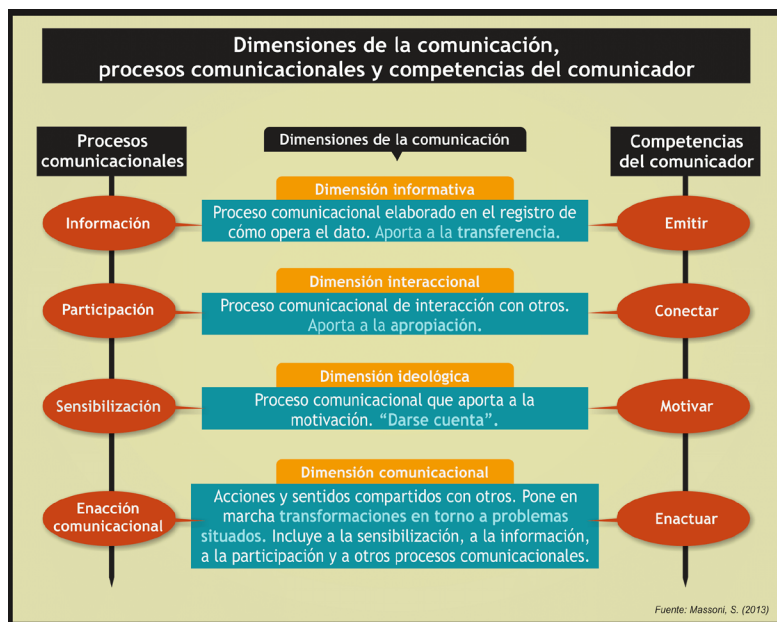 Dimensiones de la comunicación,
procesos comunicacionales y competencias del comunicador
Procesos
comunicacionales
Dimensiones de la comunicación
Competencias
del comunicador
Información
Dimensión informativa
Proceso comunicacional elaborado en el registro de
cómo opera el dato. Aporta a la transferencia.
Emitir
Participación
Dimensión interaccional
Proceso comunicacional de interacción con otros.
Aporta a la apropiación.
Conectar
Sensibilización
Dimensión ideológica
Proceso comunicacional que aporta a la
motivación. “Darse cuenta”.
Motivar
Enacción
comunicacional
Dimensión comunicacional
Acciones y sentidos compartidos con otros. Pone en
marcha transformaciones en torno a problemas
situados. Incluye a la sensibilización, a la información,
a la participación y a otros procesos comunicacionales.
Enactuar
Fuente: Massoni, S. (2013)